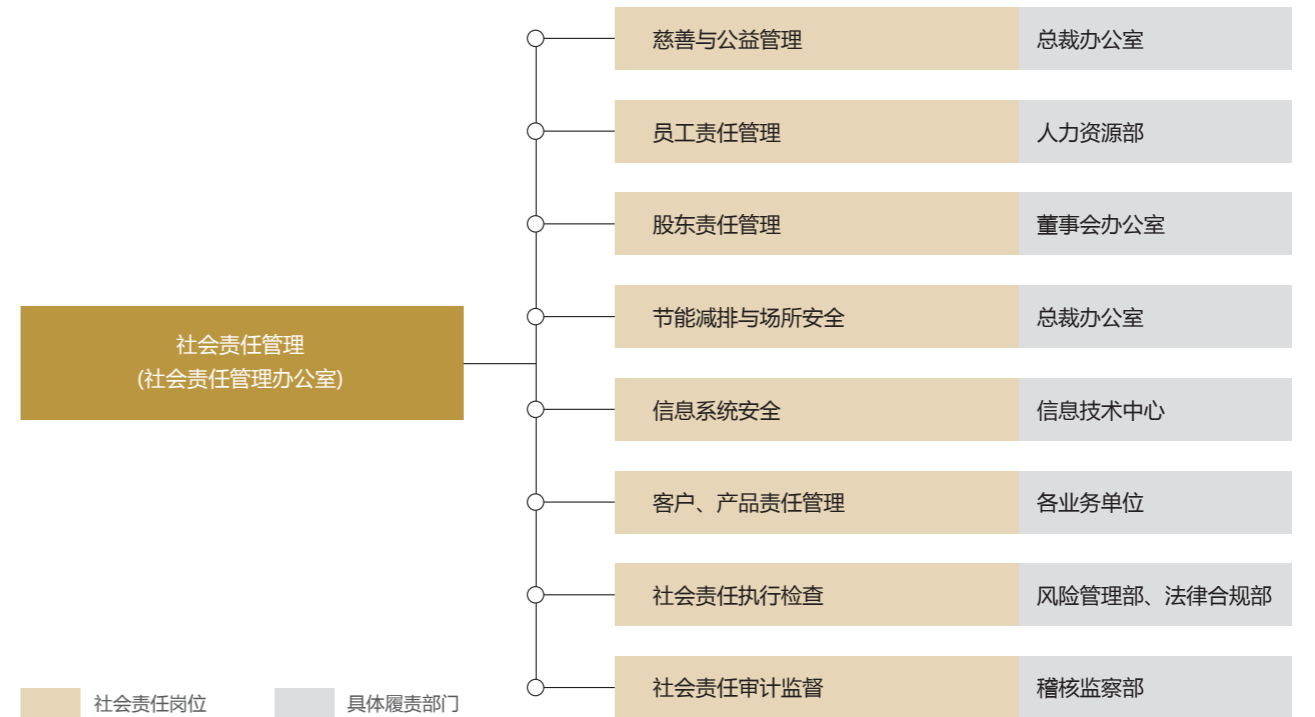 慈善与公益管理 总裁办公室
员工责任管理 人力资源部
股东责任管理 董事会办公室
节能减排与场所安全 总裁办公室
社会责任管理
(社会责任管理办公室)
信息系统安全 信息技术中心
客户、产品责任管理 各业务单位
社会责任执行检查 风险管理部、法律合规部
社会责任审计监督 稽核监察部
社会责任岗位 具体履责部门